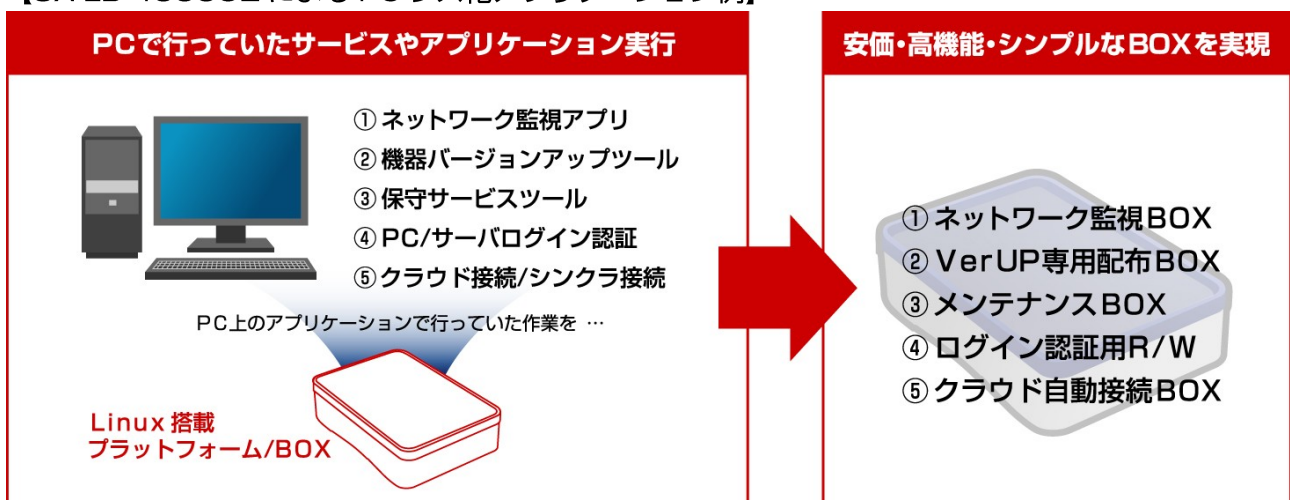 PCで行っていたサービスやアプリケーション実行
① ネットワーク監視アプリ
② 機器バージョンアップツール
③ 保守サービスツール
④ PC/サーバログイン認証
⑤ クラウド接続/シンクラ接続
PC上のアプリケーションで行っていた作業を …
Linux 搭載
プラットフォーム/BOX
安価・高機能・シンプルなBOXを実現
① ネットワーク監視BOX
② VerUP専用配布BOX
③ メンテナンスBOX
④ ログイン認証用R/W
⑤ クラウド自動接続BOX